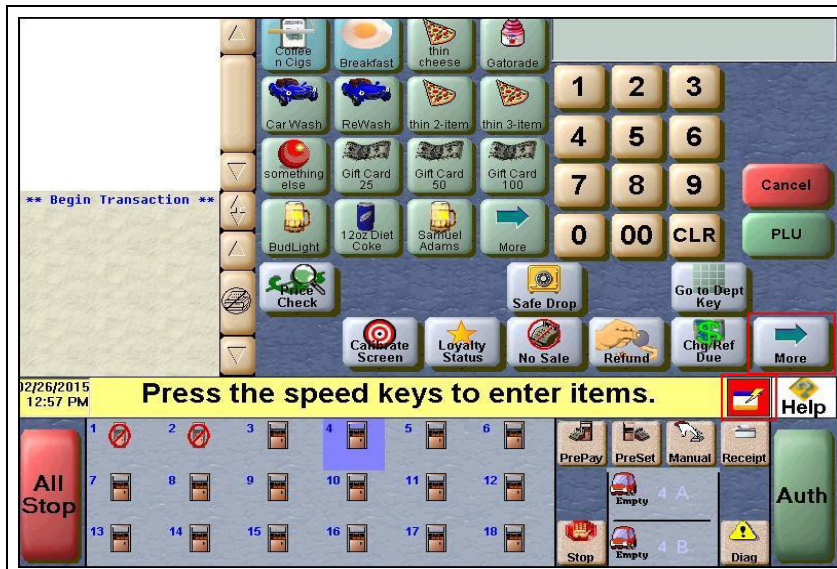 Coffee n Cigs
Breakfast
thin cheese
Gatorade
Car Wash
ReWash
thin 2-item
thin 3-item
something else
Gift Card 25
Gift Card 50
Gift Card 100
BudLight
12oz Diet Coke
Samuel Adams
More
1 2 3
4 5 6
7 8 9
0 00 CLR
Cancel
PLU
** Begin Transaction **
Price Check
Safe Drop
Go to Dept Key
Calibrate Screen
Loyalty Status
No Sale
Refund
Chg/Ref Due
More
02/26/2015
12:57 PM
Press the speed keys to enter items.
Help
All Stop
1 2 3 4 5 6
7 8 9 10 11 12
13 14 15 16 17 18
PrePay
PreSet
Manual
Receipt
Empty 4 A
Empty 4 B
Stop
Diag
Auth